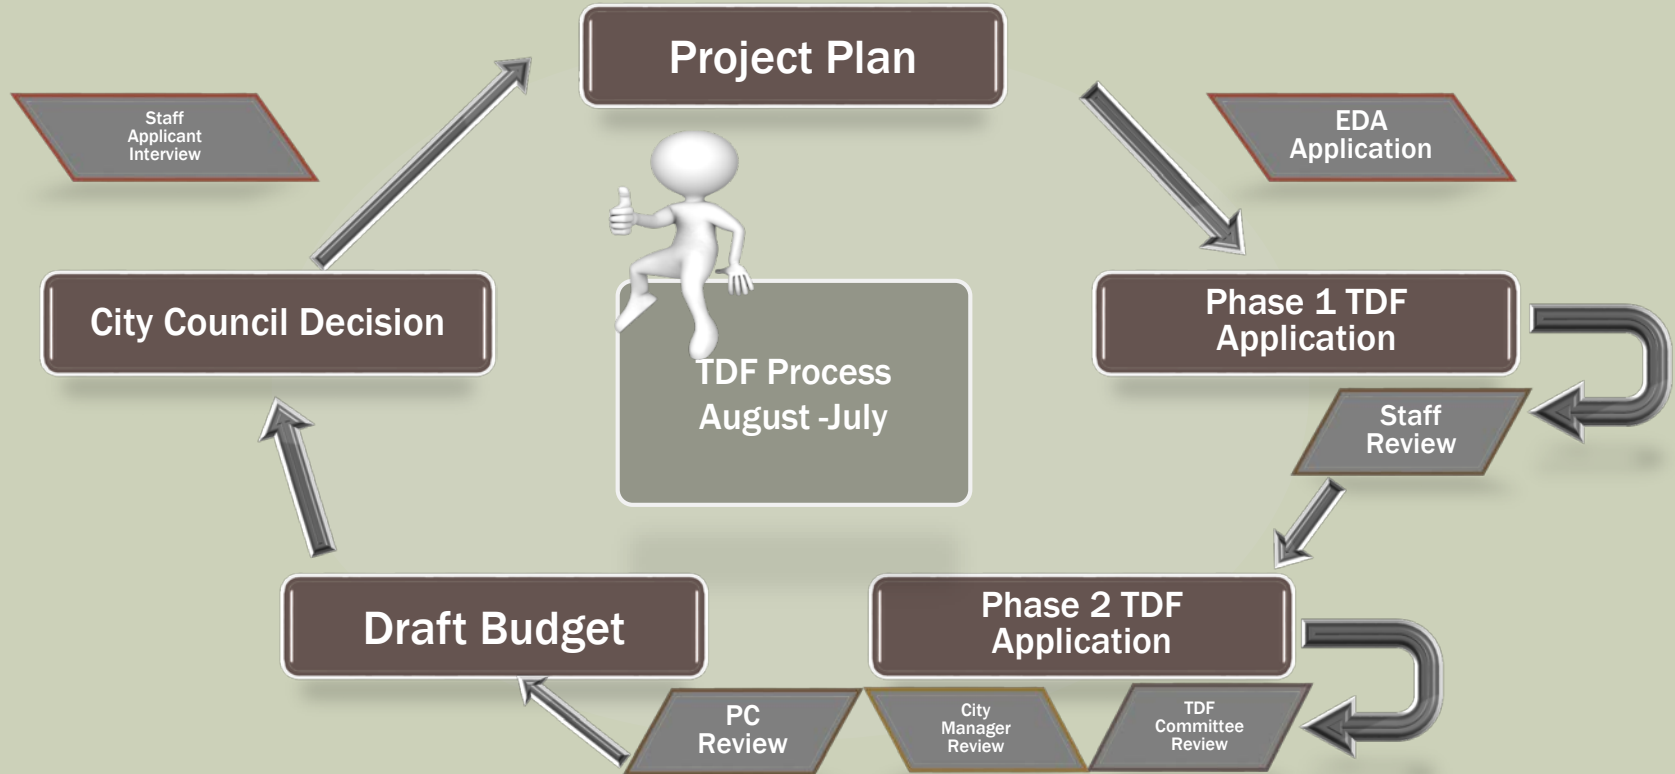 Project Plan
Staff
Applicant
Interview
EDA
Application
City Council Decision
Phase 1 TDF
Application
TDF Process
August -July
Staff
Review
Draft Budget
Phase 2 TDF
Application
PC
Review
City
Manager
Review
TDF
Committee
Review